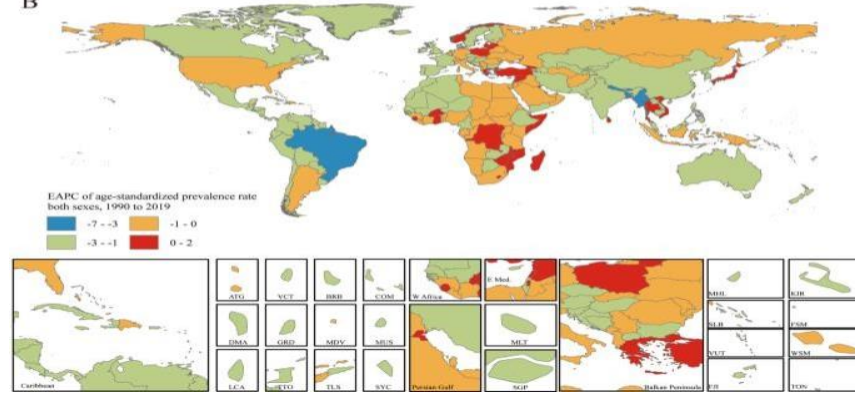 B
EAPC of age-standardized prevalence rate
both sexes, 1990 to 2019
-7 - -3
-1 - 0
-3 - -1
0 - 2
Caribbean
ATG
VCT
BRB
COM
W Africa
E Med.
MHL
KIR
DMA
GRD
MDV
MUS
MLT
SLB
FSM
VUT
WSM
LCA
TTO
TLS
SYC
Persian Gulf
SGP
Balkan Peninsula
FJI
TON